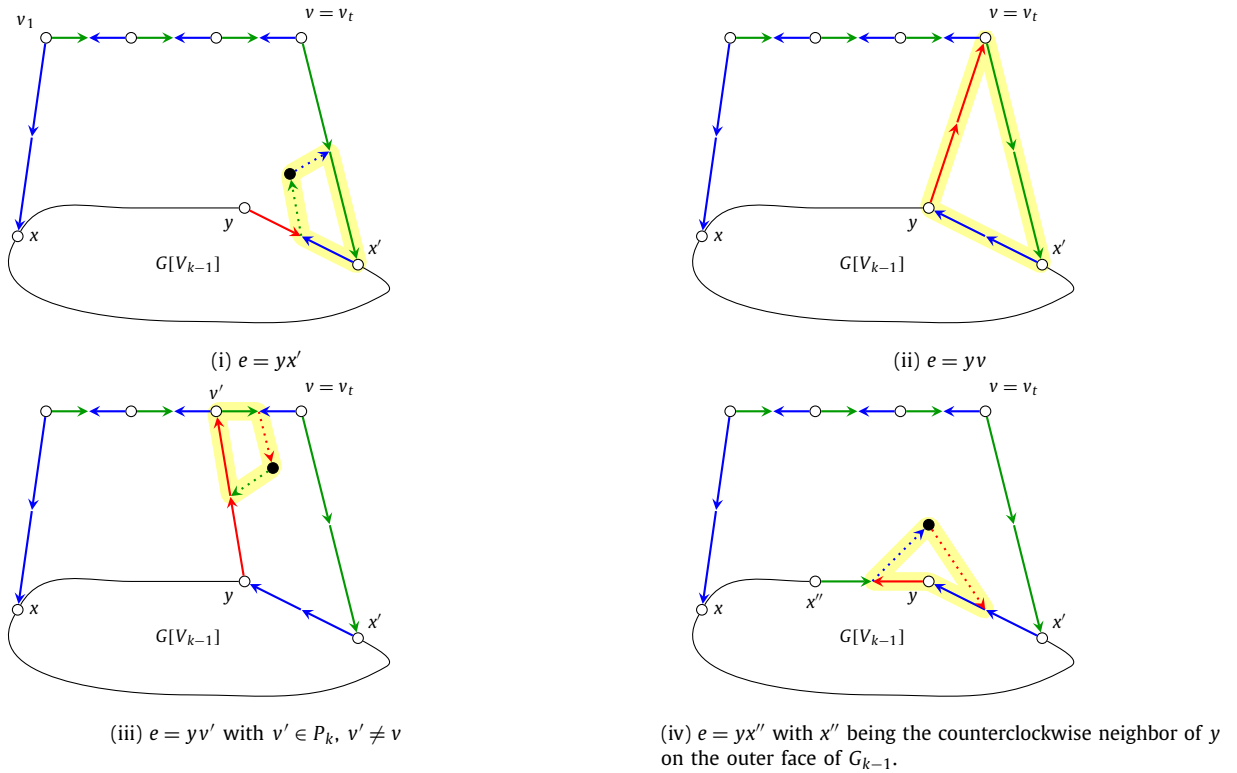 v₁ v = vₜ
y x′
x G[Vₖ₋₁]
(i) e = yx′
v = vₜ
y x′
x G[Vₖ₋₁]
(ii) e = yv
v′ v = vₜ
y x′
x G[Vₖ₋₁]
(iii) e = yv′ with v′ ∈ Pₖ, v′ ≠ v
v = vₜ
x x″ y x′
G[Vₖ₋₁]
(iv) e = yx″ with x″ being the counterclockwise neighbor of y
on the outer face of Gₖ₋₁.